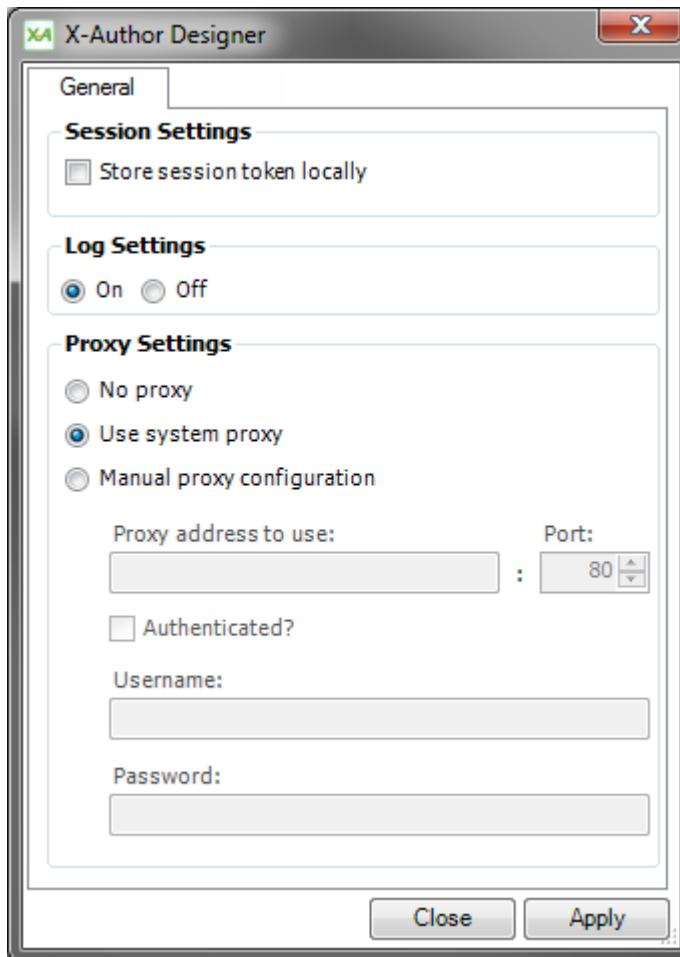 XA X-Author Designer
General
Session Settings
Store session token locally
Log Settings
On Off
Proxy Settings
No proxy
Use system proxy
Manual proxy configuration
Proxy address to use: Port:
: 80
Authenticated?
Username:
Password:
Close Apply